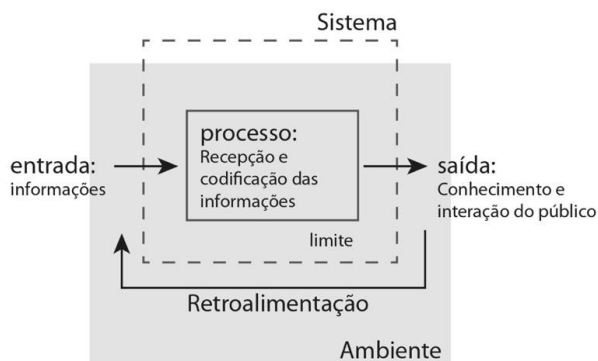 Sistema
entrada:
informações
processo:
Recepção e
codificação das
informações
limite
saída:
Conhecimento e
interação do público
Retroalimentação
Ambiente